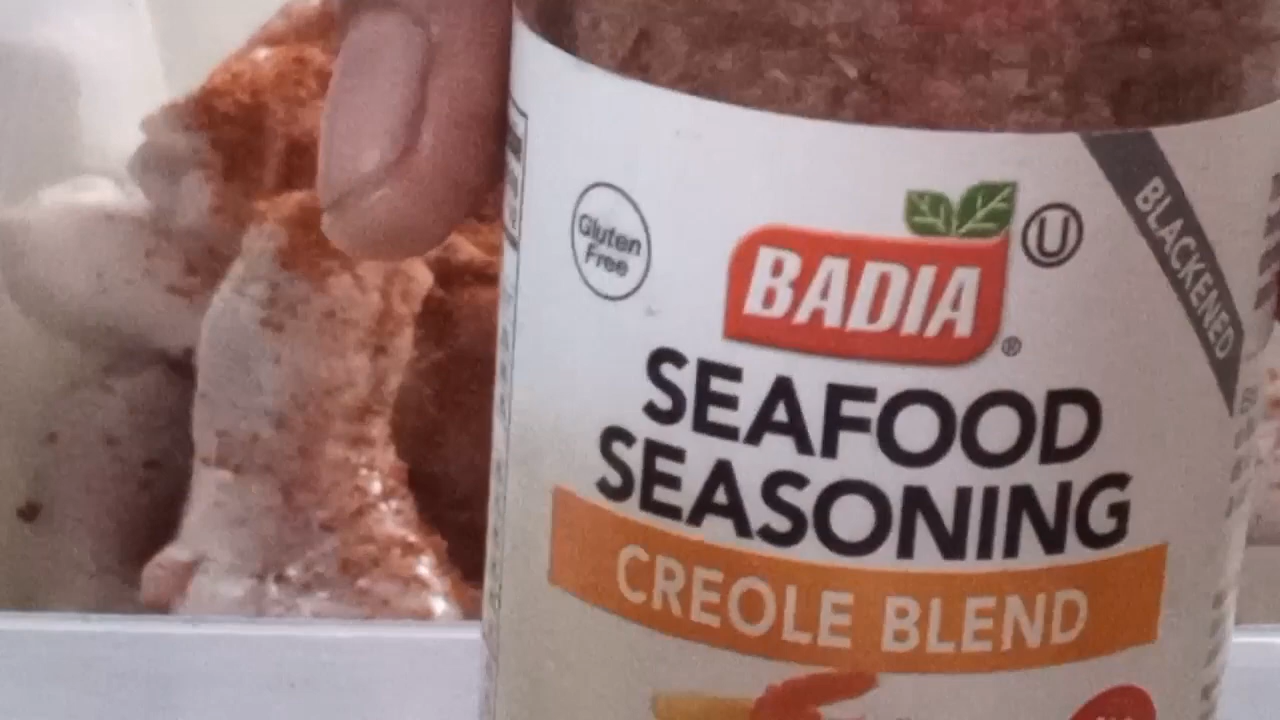 Gluten
Free
BADIA
®
U
BLACKENED
SEAFOOD
SEASONING
CREOLE BLEND